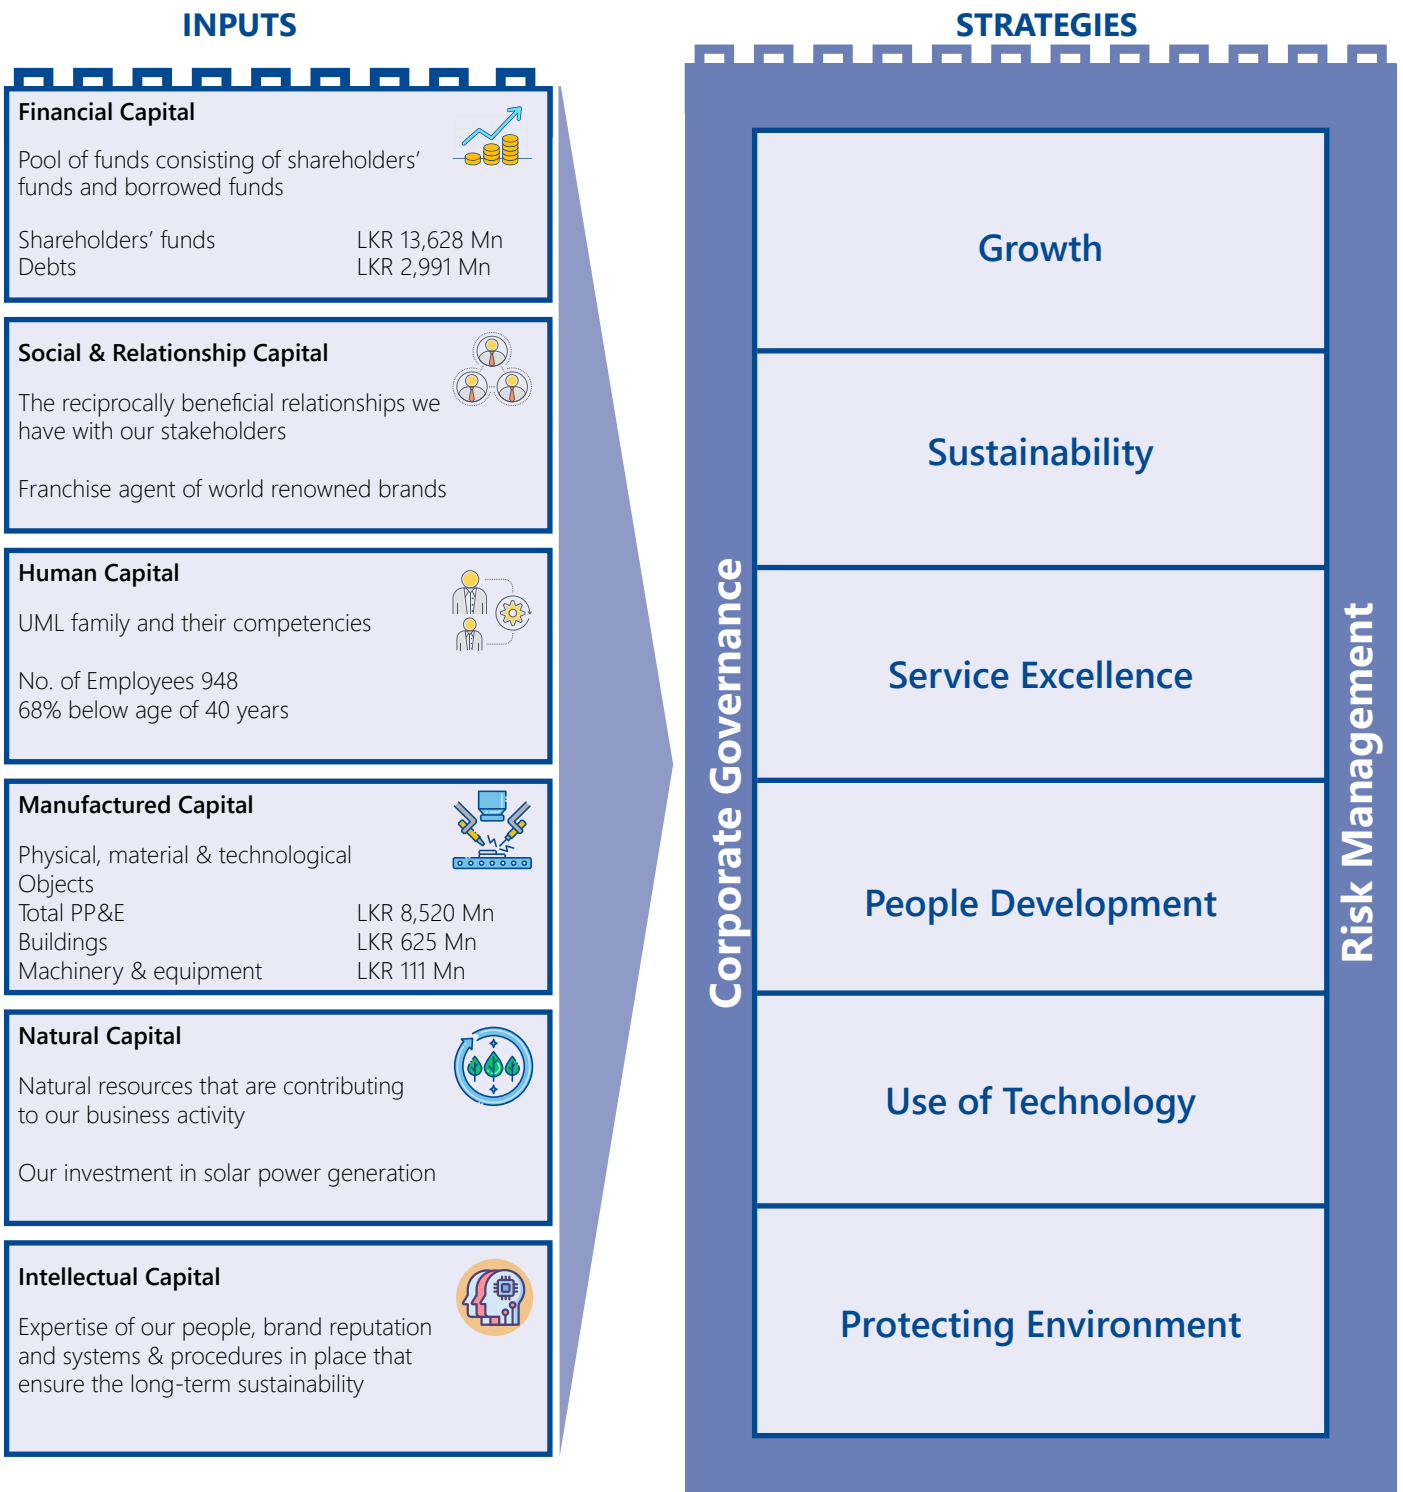 INPUTS
Financial Capital
Pool of funds consisting of shareholders’
funds and borrowed funds
Shareholders’ funds LKR 13,628 Mn
Debts LKR 2,991 Mn
Social & Relationship Capital
The reciprocally beneficial relationships we
have with our stakeholders
Franchise agent of world renowned brands
Human Capital
UML family and their competencies
No. of Employees 948
68% below age of 40 years
Manufactured Capital
Physical, material & technological
Objects
Total PP&E LKR 8,520 Mn
Buildings LKR 625 Mn
Machinery & equipment LKR 111 Mn
Natural Capital
Natural resources that are contributing
to our business activity
Our investment in solar power generation
Intellectual Capital
Expertise of our people, brand reputation
and systems & procedures in place that
ensure the long-term sustainability
STRATEGIES
Corporate Governance
Growth
Sustainability
Service Excellence
People Development
Use of Technology
Protecting Environment
Risk Management